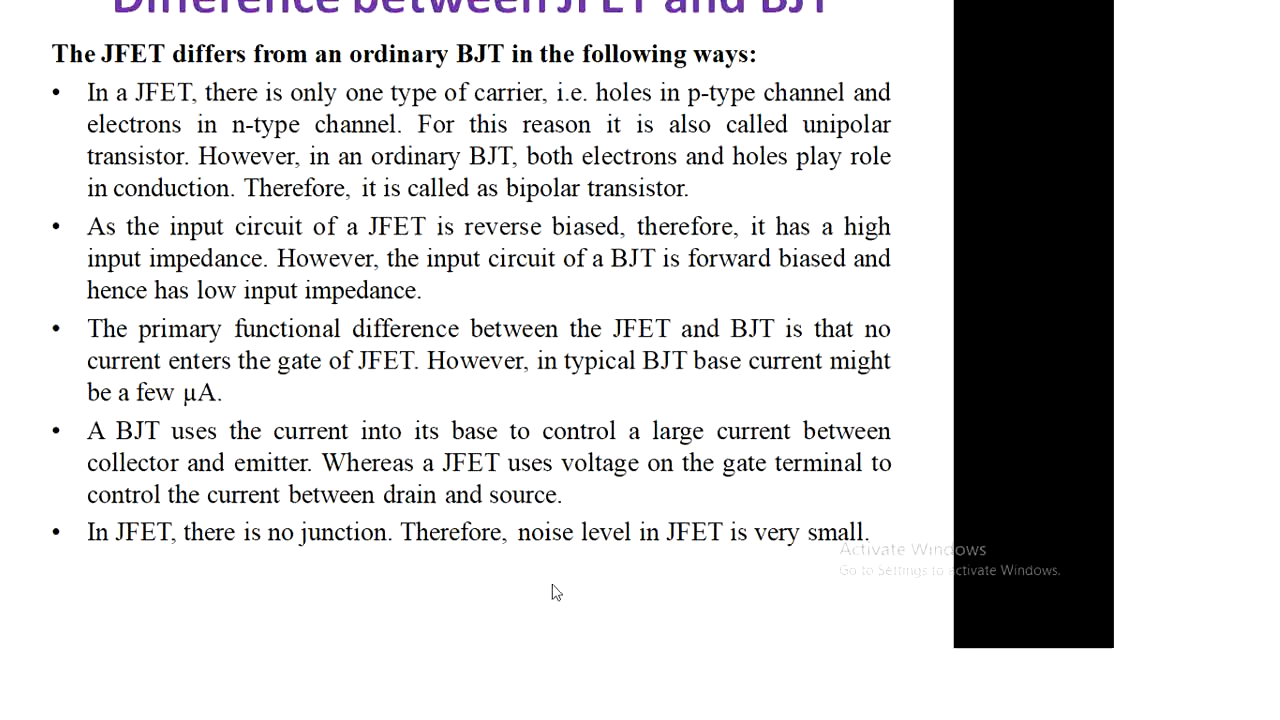 Difference between JFET and BJT
The JFET differs from an ordinary BJT in the following ways:
• In a JFET, there is only one type of carrier, i.e. holes in p-type channel and
electrons in n-type channel. For this reason it is also called unipolar
transistor. However, in an ordinary BJT, both electrons and holes play role
in conduction. Therefore, it is called as bipolar transistor.
• As the input circuit of a JFET is reverse biased, therefore, it has a high
input impedance. However, the input circuit of a BJT is forward biased and
hence has low input impedance.
• The primary functional difference between the JFET and BJT is that no
current enters the gate of JFET. However, in typical BJT base current might
be a few µA.
• A BJT uses the current into its base to control a large current between
collector and emitter. Whereas a JFET uses voltage on the gate terminal to
control the current between drain and source.
• In JFET, there is no junction. Therefore, noise level in JFET is very small.
Activate Windows
Go to Settings to activate Windows.